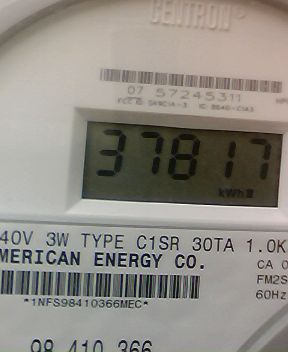 CENTRON®
07 57245311
37817
kWh
40V 3W TYPE C1SR 30TA 1.0K
MERICAN ENERGY CO.
CA 0
FM2S
60Hz
*1NFS98410366MEC*
98 410 366